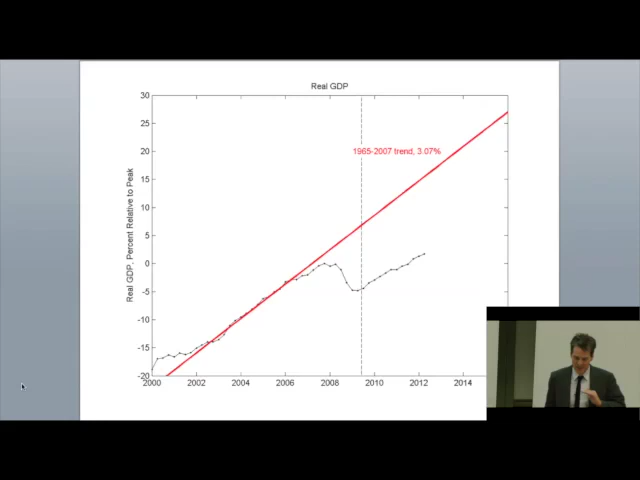 Real GDP
30
25
20
15
10
5
0
-5
-10
-15
-20
Real GDP, Percent Relative to Peak
1965-2007 trend, 3.07%
2000 2002 2004 2006 2008 2010 2012 2014